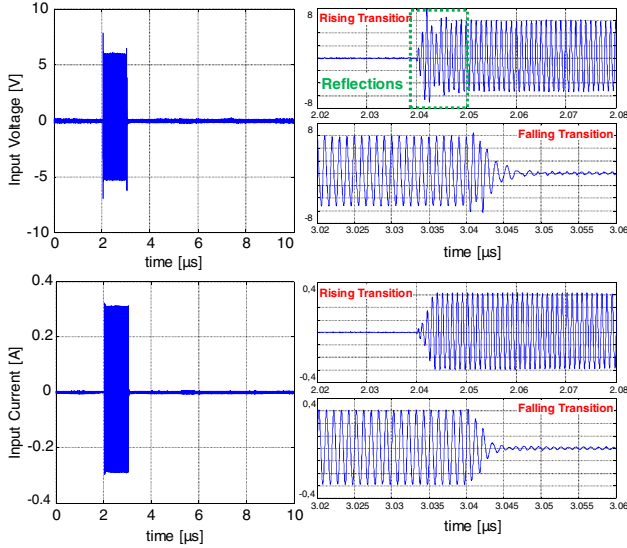 10
5
0
-5
-10
Input Voltage [V]
0 2 4 6 8 10
time [µs]
8
-8
Rising Transition
Reflections
2.02 2.03 2.04 2.05 2.06 2.07 2.08
8
8
Falling Transition
3.02 3.025 3.03 3.035 3.04 3.045 3.05 3.055 3.06
time [µs]
0.4
0.2
0
-0.2
-0.4
Input Current [A]
0 2 4 6 8 10
time [µs]
0,4
-0,4
Rising Transition
2.02 2.03 2.04 2.05 2.06 2.07 2.08
0,4
-0,4
Falling Transition
3.02 3.025 3.03 3.035 3.04 3.045 3.05 3.055 3.06
time [µs]